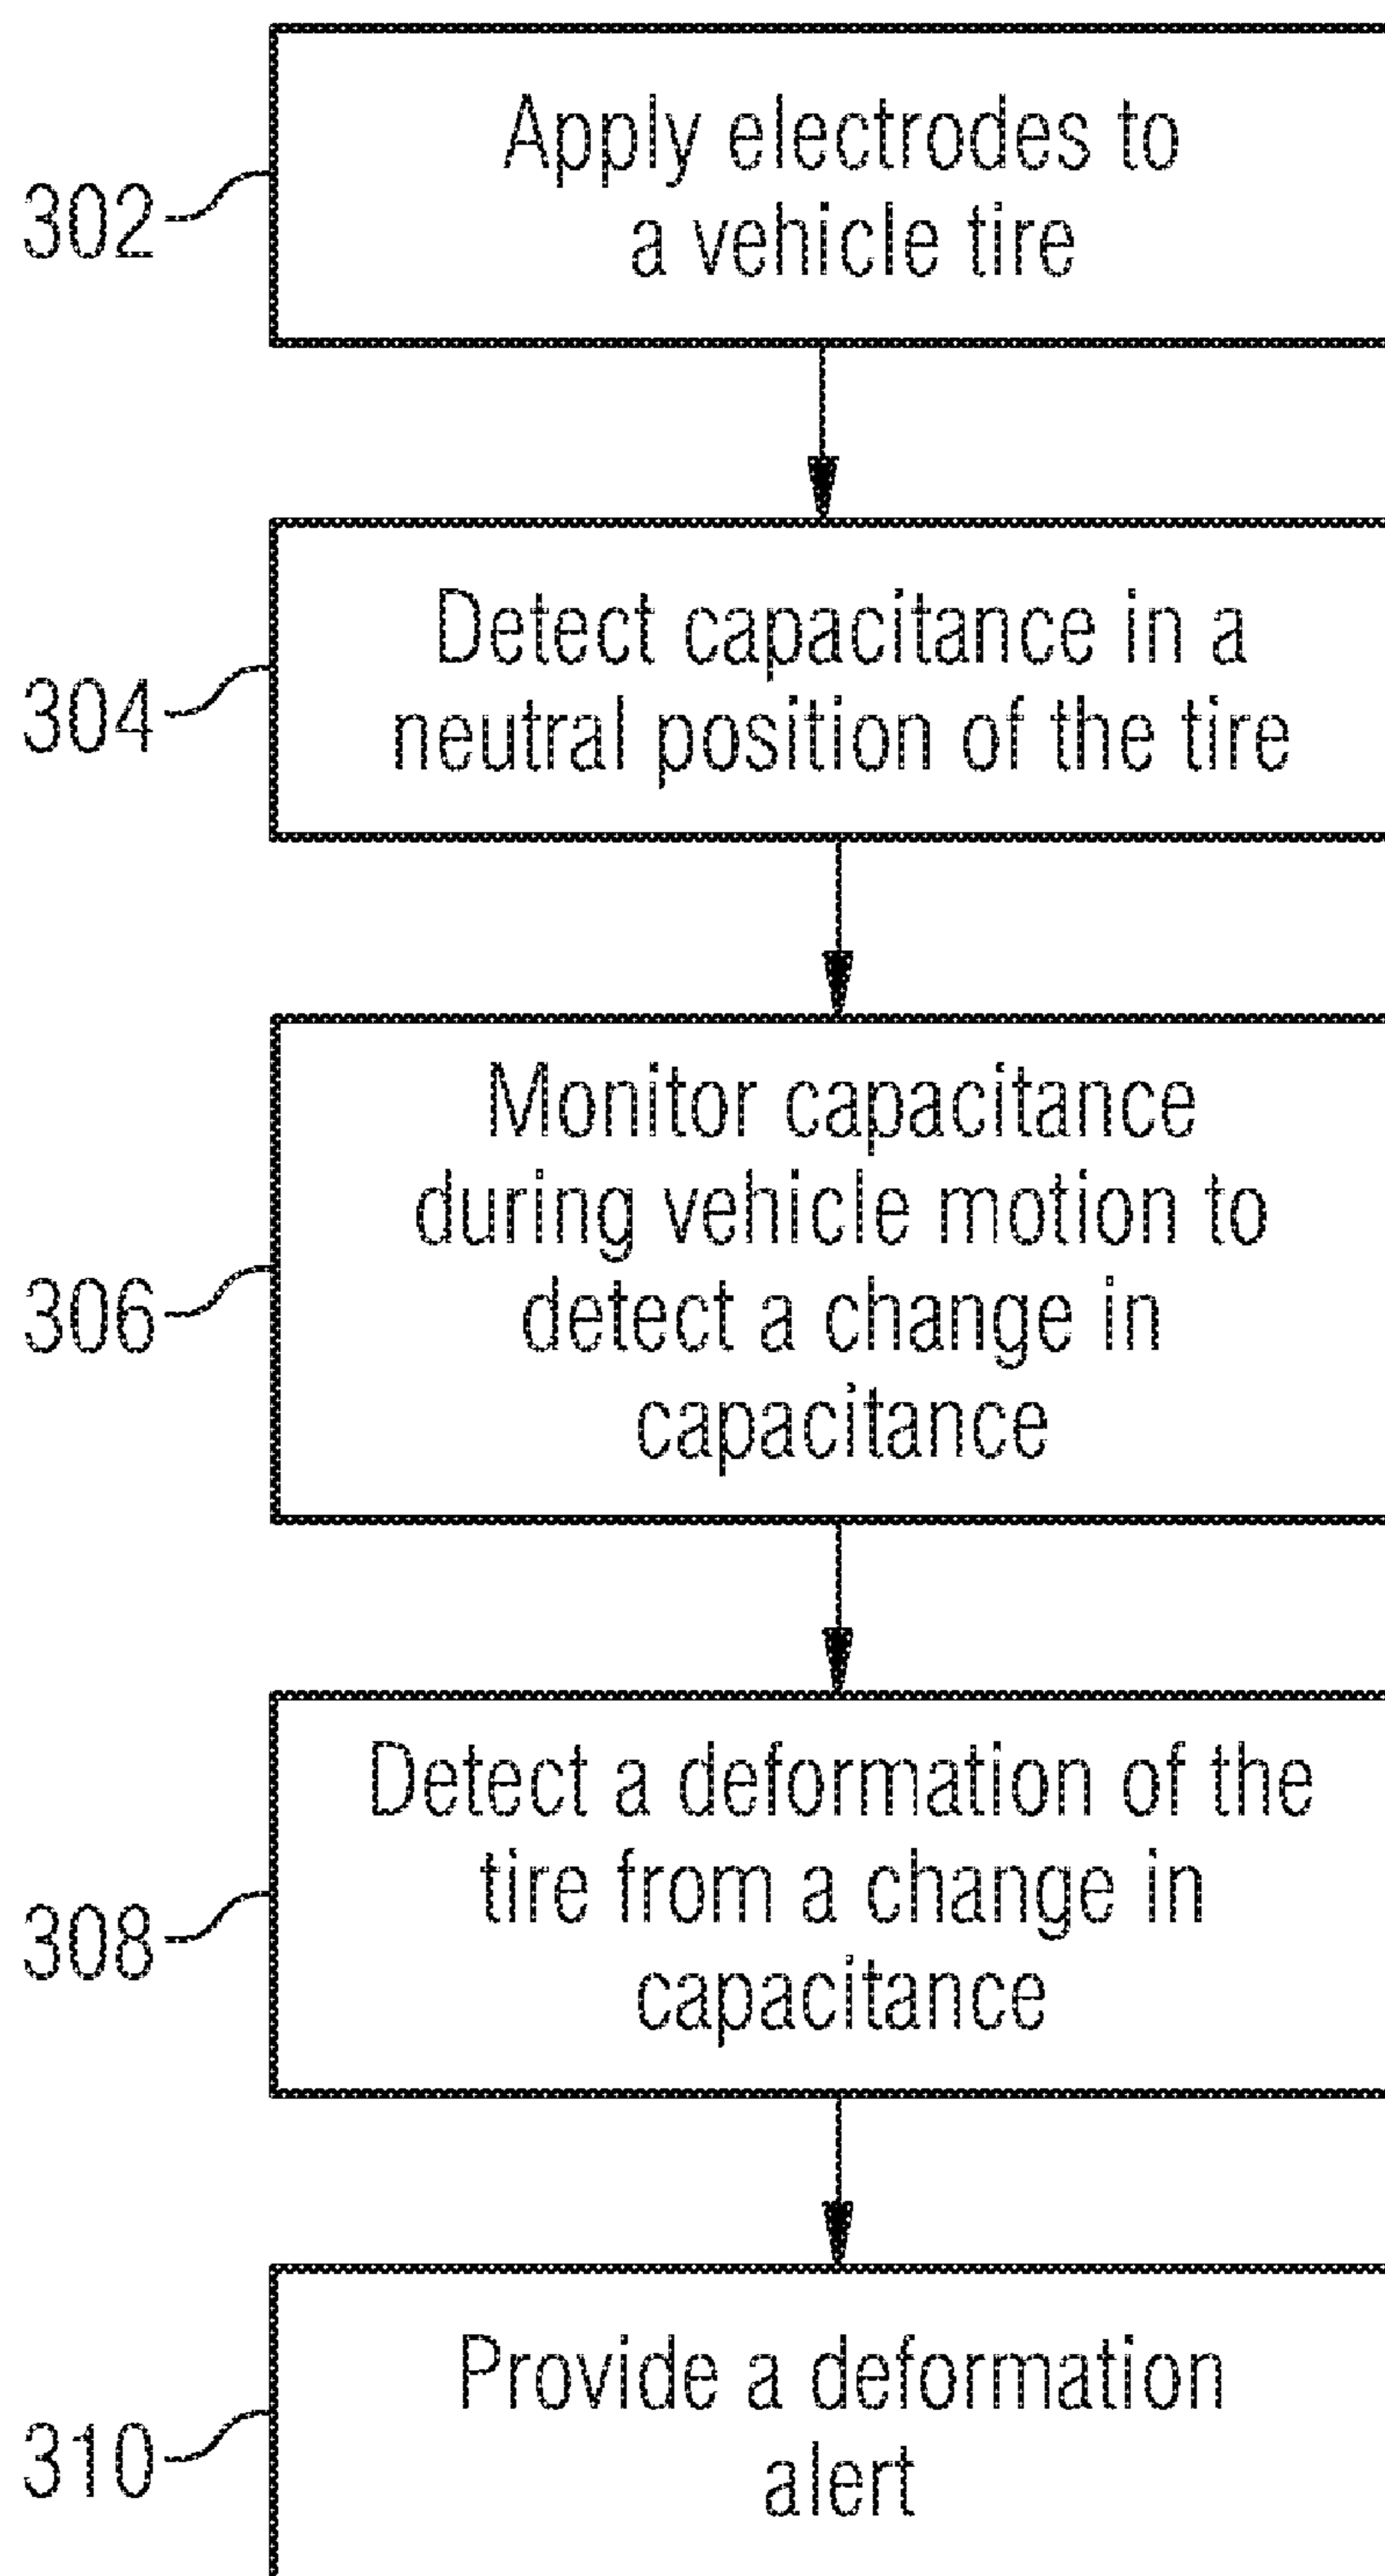 Apply electrodes to
a vehicle tire
302
Detect capacitance in a
neutral position of the tire
304
Monitor capacitance
during vehicle motion to
detect a change in
capacitance
306
Detect a deformation of the
tire from a change in
capacitance
308
Provide a deformation
alert
310